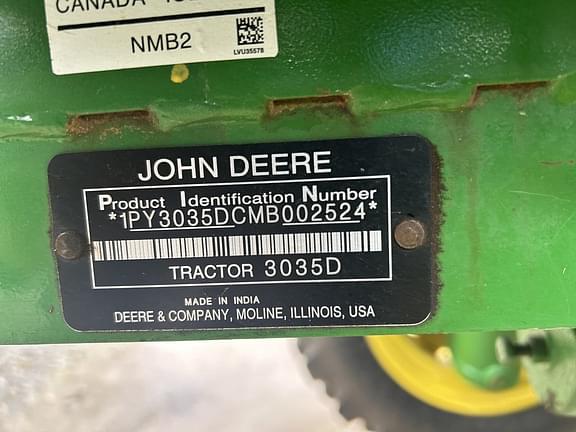 CANADA
NMB2
LVU35578
JOHN DEERE
Product Identification Number
*1PY3035DCMB002524*
TRACTOR 3035D
MADE IN INDIA
DEERE & COMPANY, MOLINE, ILLINOIS, USA